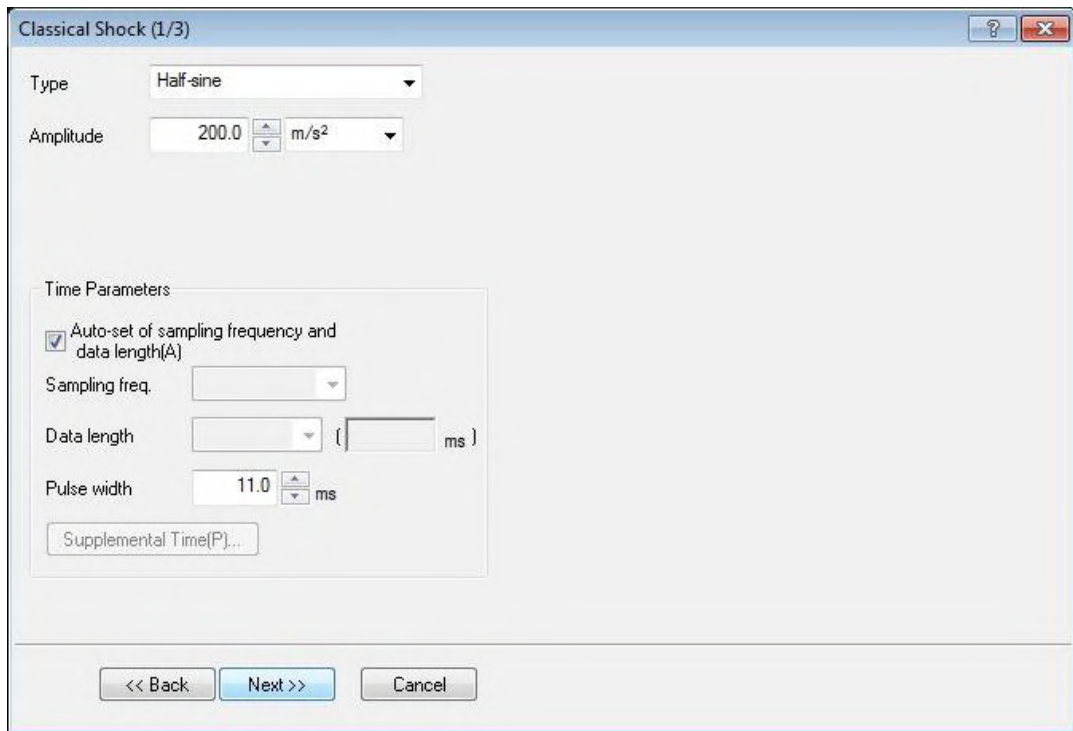 Classical Shock (1/3)
Type Half-sine
Amplitude 200.0 m/s²
Time Parameters
Auto-set of sampling frequency and
data length(A)
Sampling freq.
Data length ( ms )
Pulse width 11.0 ms
Supplemental Time(P)...
<< Back Next >> Cancel